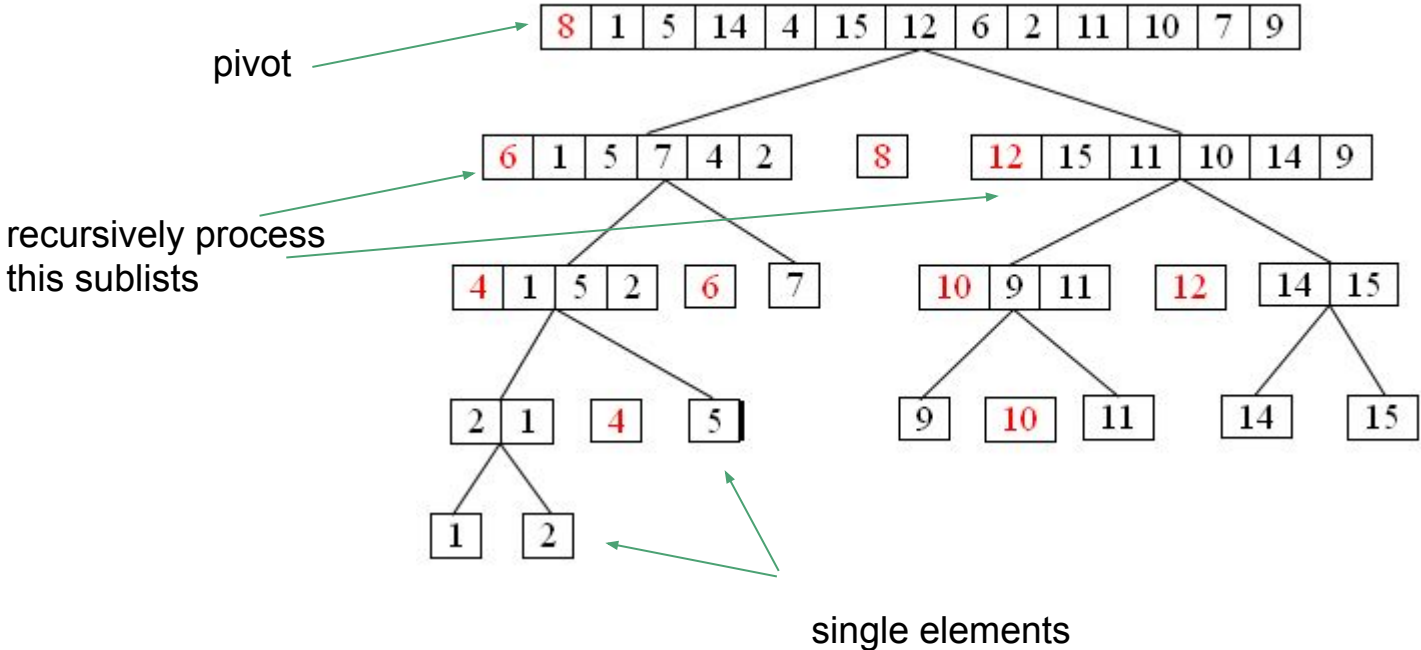 8 1 5 14 4 15 12 6 2 11 10 7 9
pivot
6 1 5 7 4 2 8 12 15 11 10 14 9
recursively process
this sublists
4 1 5 2 6 7 10 9 11 12 14 15
2 1 4 5 9 10 11 14 15
1 2
single elements